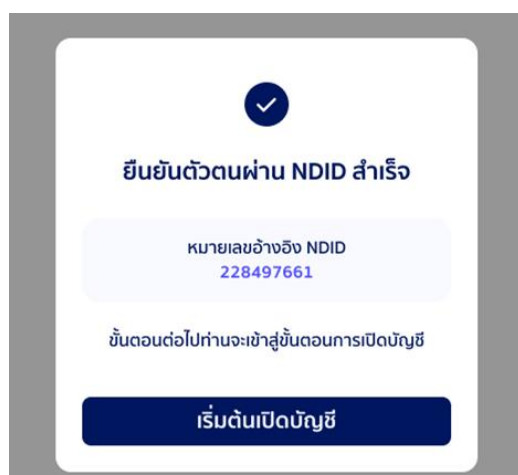 ยืนยันตัวตนผ่าน NDID สำเร็จ
หมายเลขอ้างอิง NDID
228497661
ขั้นตอนต่อไปท่านจะเข้าสู่ขั้นตอนการเปิดบัญชี
เริ่มต้นเปิดบัญชี